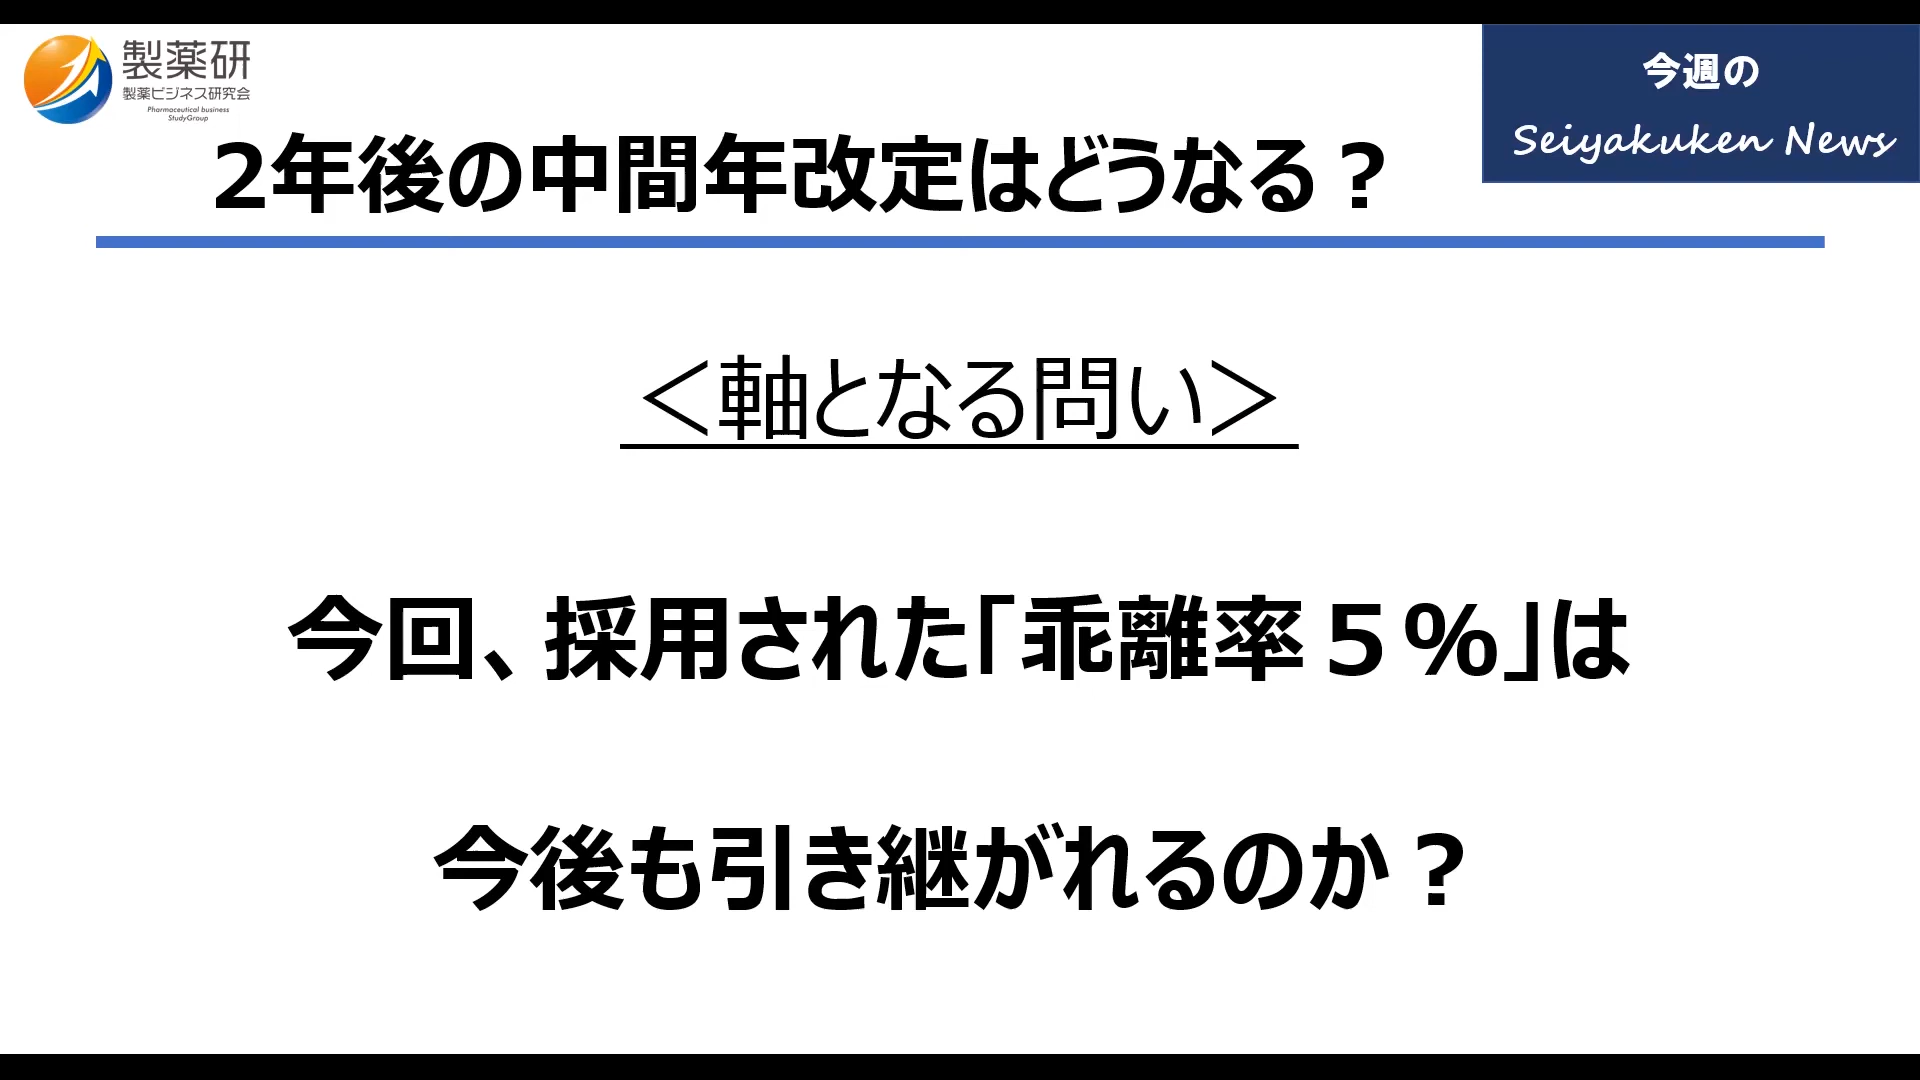 製薬研
製薬ビジネス研究会
Pharmaceutical business
StudyGroup
今週の
Seiyakuken News
2年後の中間年改定はどうなる？
＜軸となる問い＞
今回、採用された「乖離率５％」は
今後も引き継がれるのか？